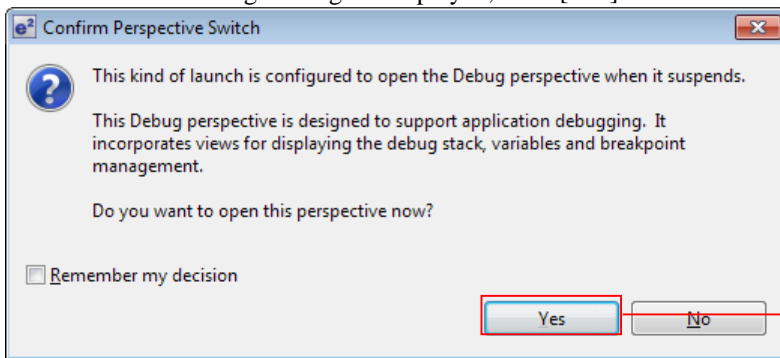 e² Confirm Perspective Switch
This kind of launch is configured to open the Debug perspective when it suspends.
This Debug perspective is designed to support application debugging. It
incorporates views for displaying the debug stack, variables and breakpoint
management.
Do you want to open this perspective now?
Remember my decision
Yes No